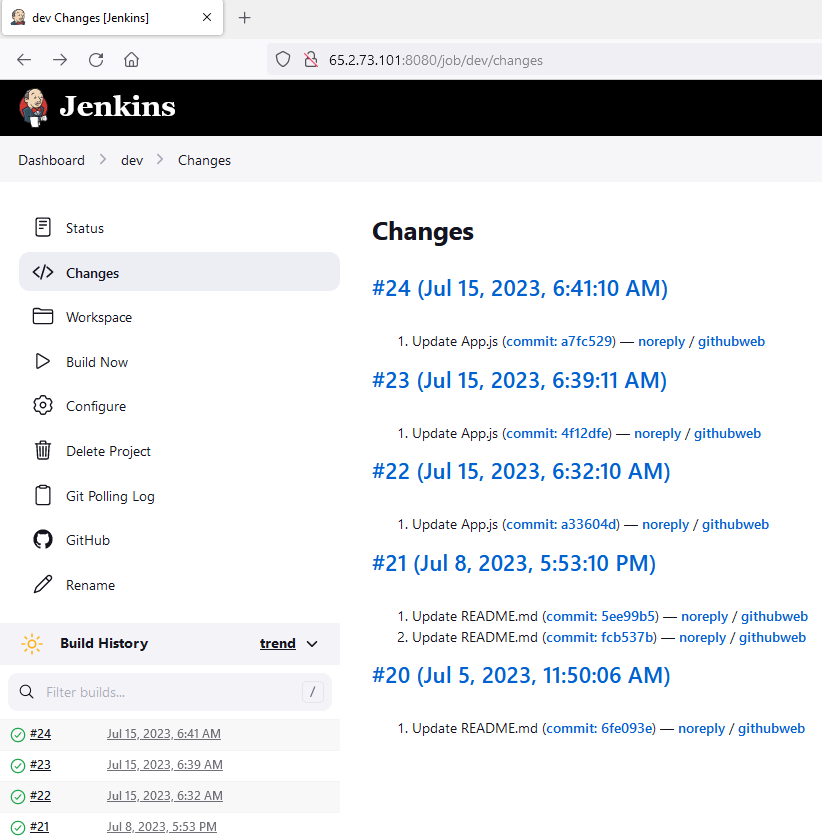 dev Changes [Jenkins]
65.2.73.101:8080/job/dev/changes
Jenkins
Dashboard dev Changes
Status
Changes
Workspace
Build Now
Configure
Delete Project
Git Polling Log
GitHub
Rename
Build History trend
Filter builds... /
#24 Jul 15, 2023, 6:41 AM
#23 Jul 15, 2023, 6:39 AM
#22 Jul 15, 2023, 6:32 AM
#21 Jul 8, 2023, 5:53 PM
Changes
#24 (Jul 15, 2023, 6:41:10 AM)
1. Update App.js (commit: a7fc529) — noreply / githubweb
#23 (Jul 15, 2023, 6:39:11 AM)
1. Update App.js (commit: 4f12dfe) — noreply / githubweb
#22 (Jul 15, 2023, 6:32:10 AM)
1. Update App.js (commit: a33604d) — noreply / githubweb
#21 (Jul 8, 2023, 5:53:10 PM)
1. Update README.md (commit: 5ee99b5) — noreply / githubweb
2. Update README.md (commit: fcb537b) — noreply / githubweb
#20 (Jul 5, 2023, 11:50:06 AM)
1. Update README.md (commit: 6fe093e) — noreply / githubweb